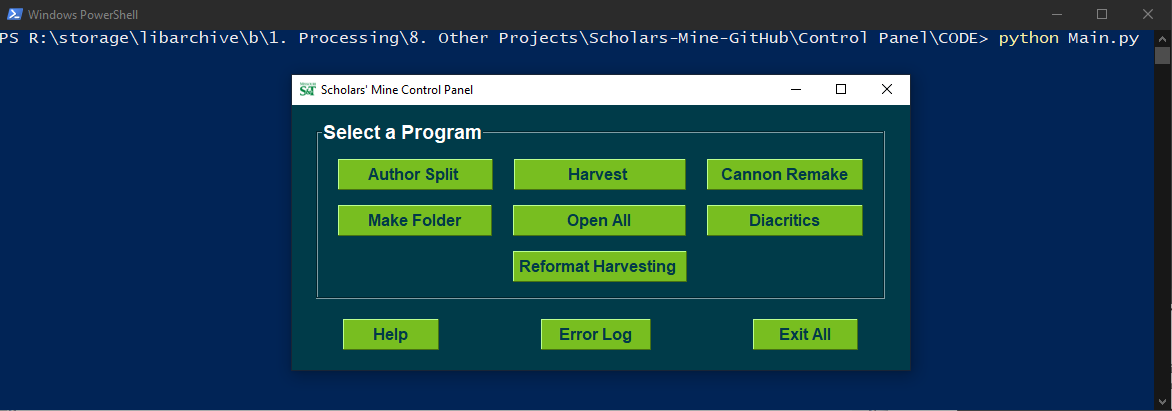 Windows PowerShell
PS R:\storage\libarchive\b\1. Processing\8. Other Projects\Scholars-Mine-GitHub\Control Panel\CODE> python Main.py
S&T Scholars' Mine Control Panel
Select a Program
Author Split Harvest Cannon Remake
Make Folder Open All Diacritics
Reformat Harvesting
Help Error Log Exit All